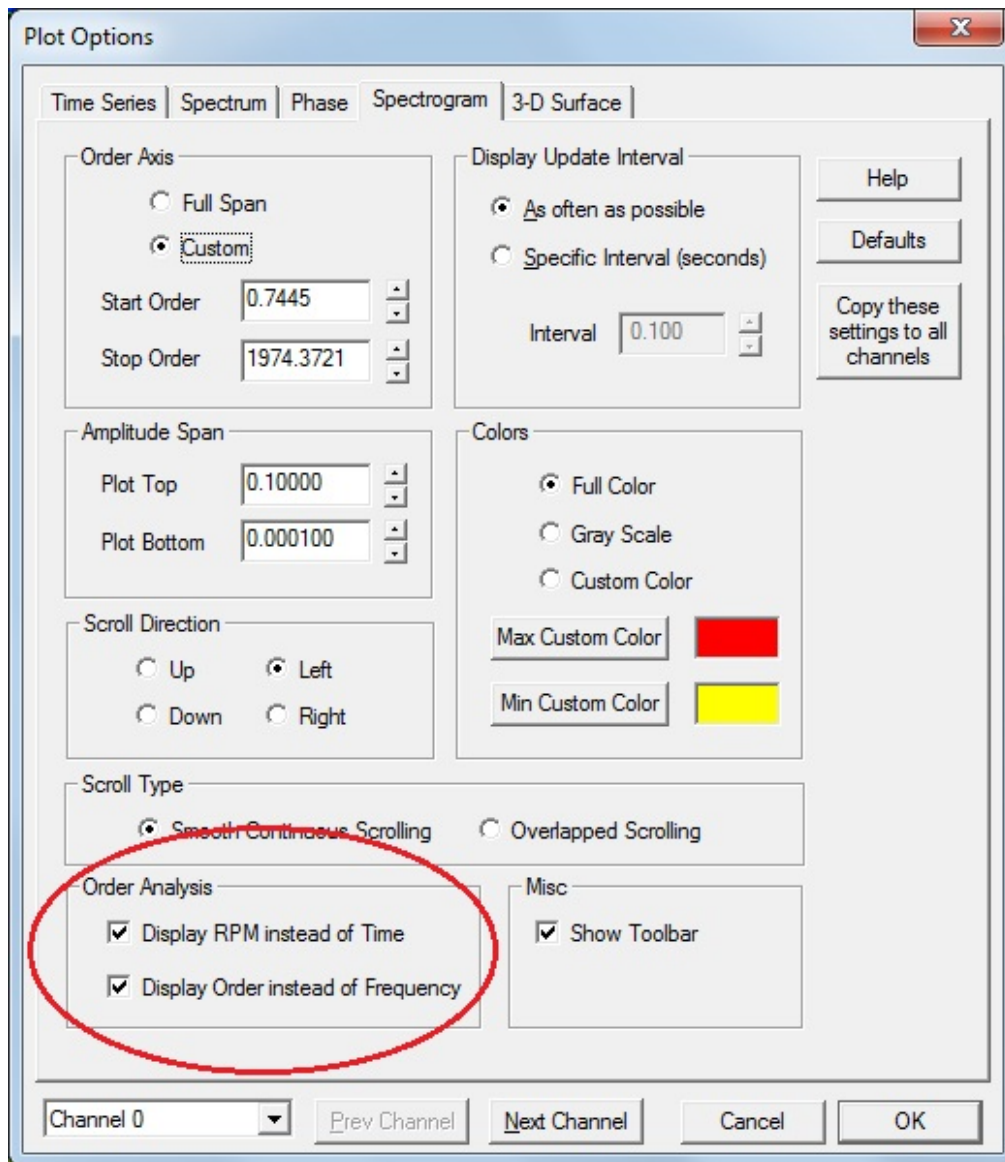 Plot Options
Time Series
Spectrum
Phase
Spectrogram
3-D Surface
Order Axis
Full Span
Custom
Start Order
0.7445
Stop Order
1974.3721
Display Update Interval
As often as possible
Specific Interval (seconds)
Interval
0.100
Help
Defaults
Copy these
settings to all
channels
Amplitude Span
Plot Top
0.10000
Plot Bottom
0.000100
Colors
Full Color
Gray Scale
Custom Color
Max Custom Color
Min Custom Color
Scroll Direction
Up
Left
Down
Right
Scroll Type
Smooth Continuous Scrolling
Overlapped Scrolling
Order Analysis
Display RPM instead of Time
Display Order instead of Frequency
Misc
Show Toolbar
Channel 0
Prev Channel
Next Channel
Cancel
OK